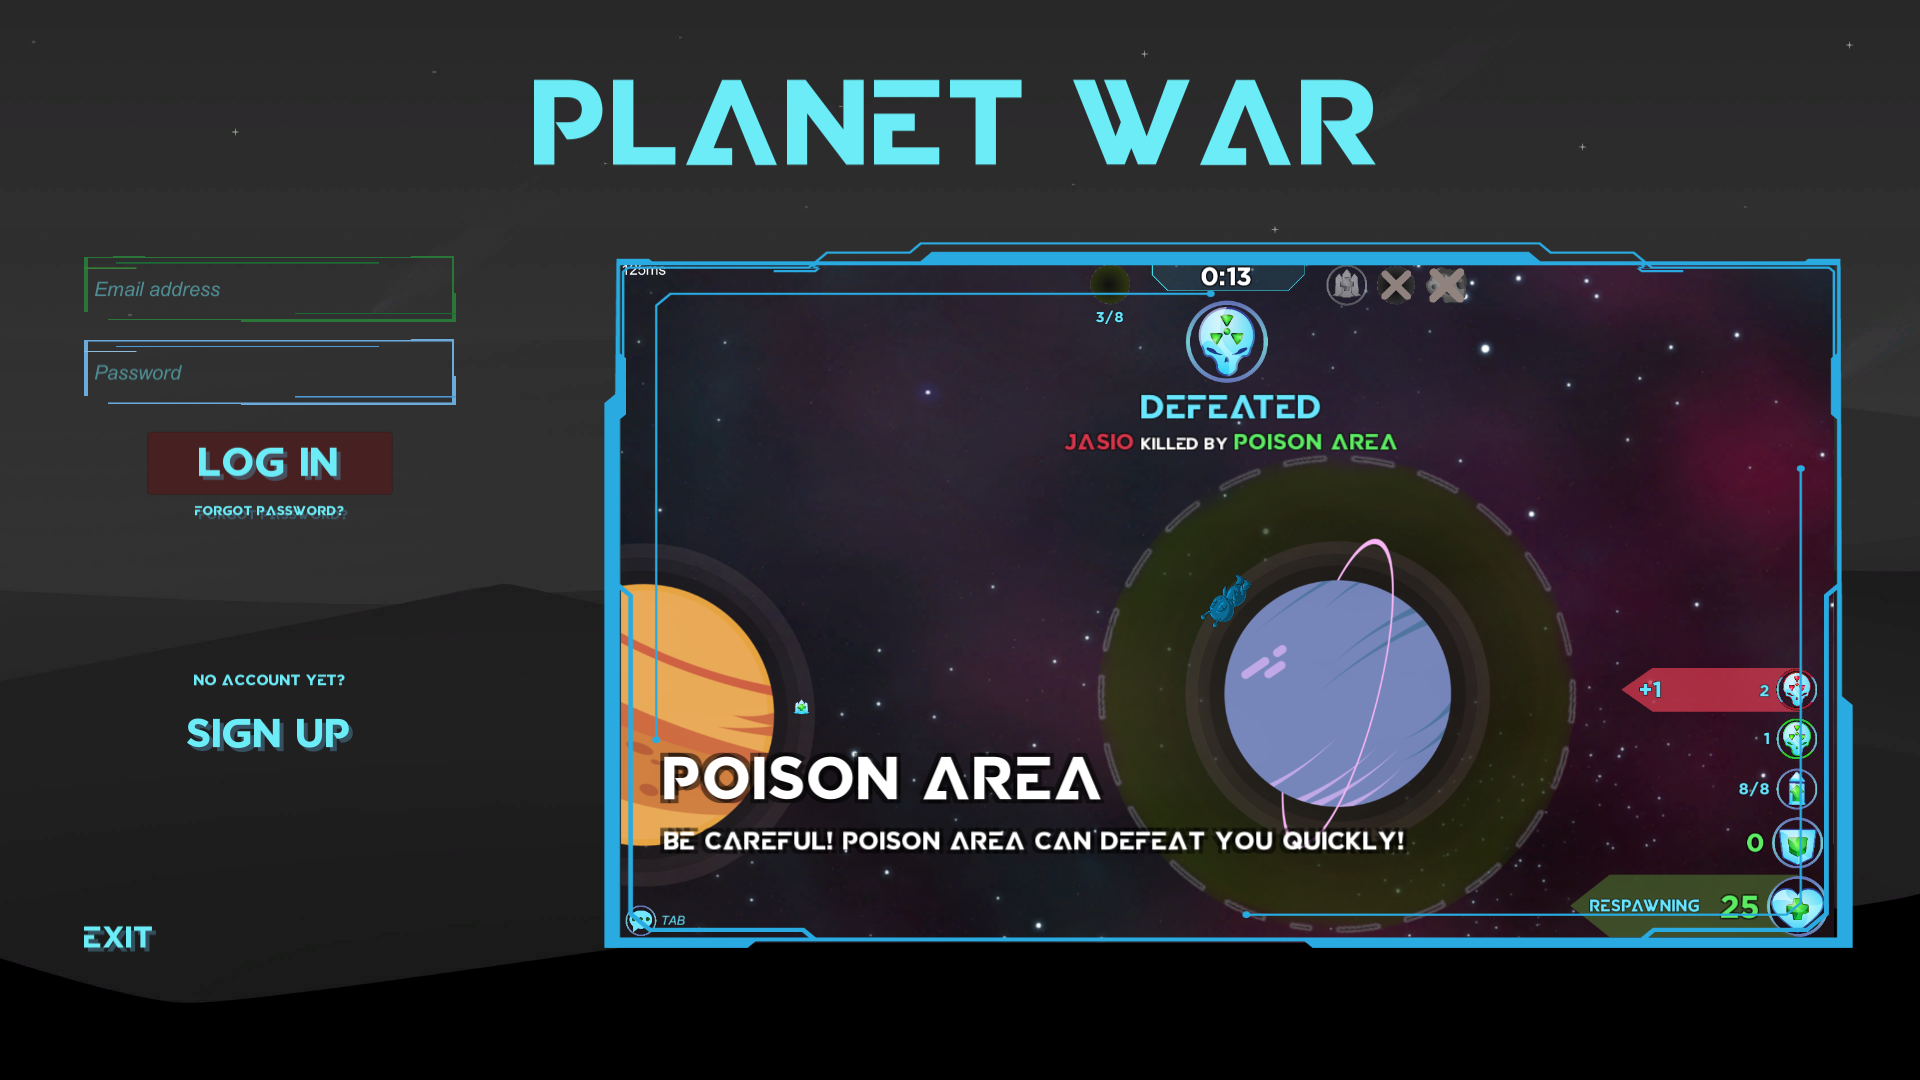 PLANET WAR
Email address
Password
LOG IN
FORGOT PASSWORD?
NO ACCOUNT YET?
SIGN UP
EXIT
125ms
0:13
3/8
DEFEATED
JASIO KILLED BY POISON AREA
+1 2
1
8/8
0
RESPAWNING 25
POISON AREA
BE CAREFUL! POISON AREA CAN DEFEAT YOU QUICKLY!
TAB